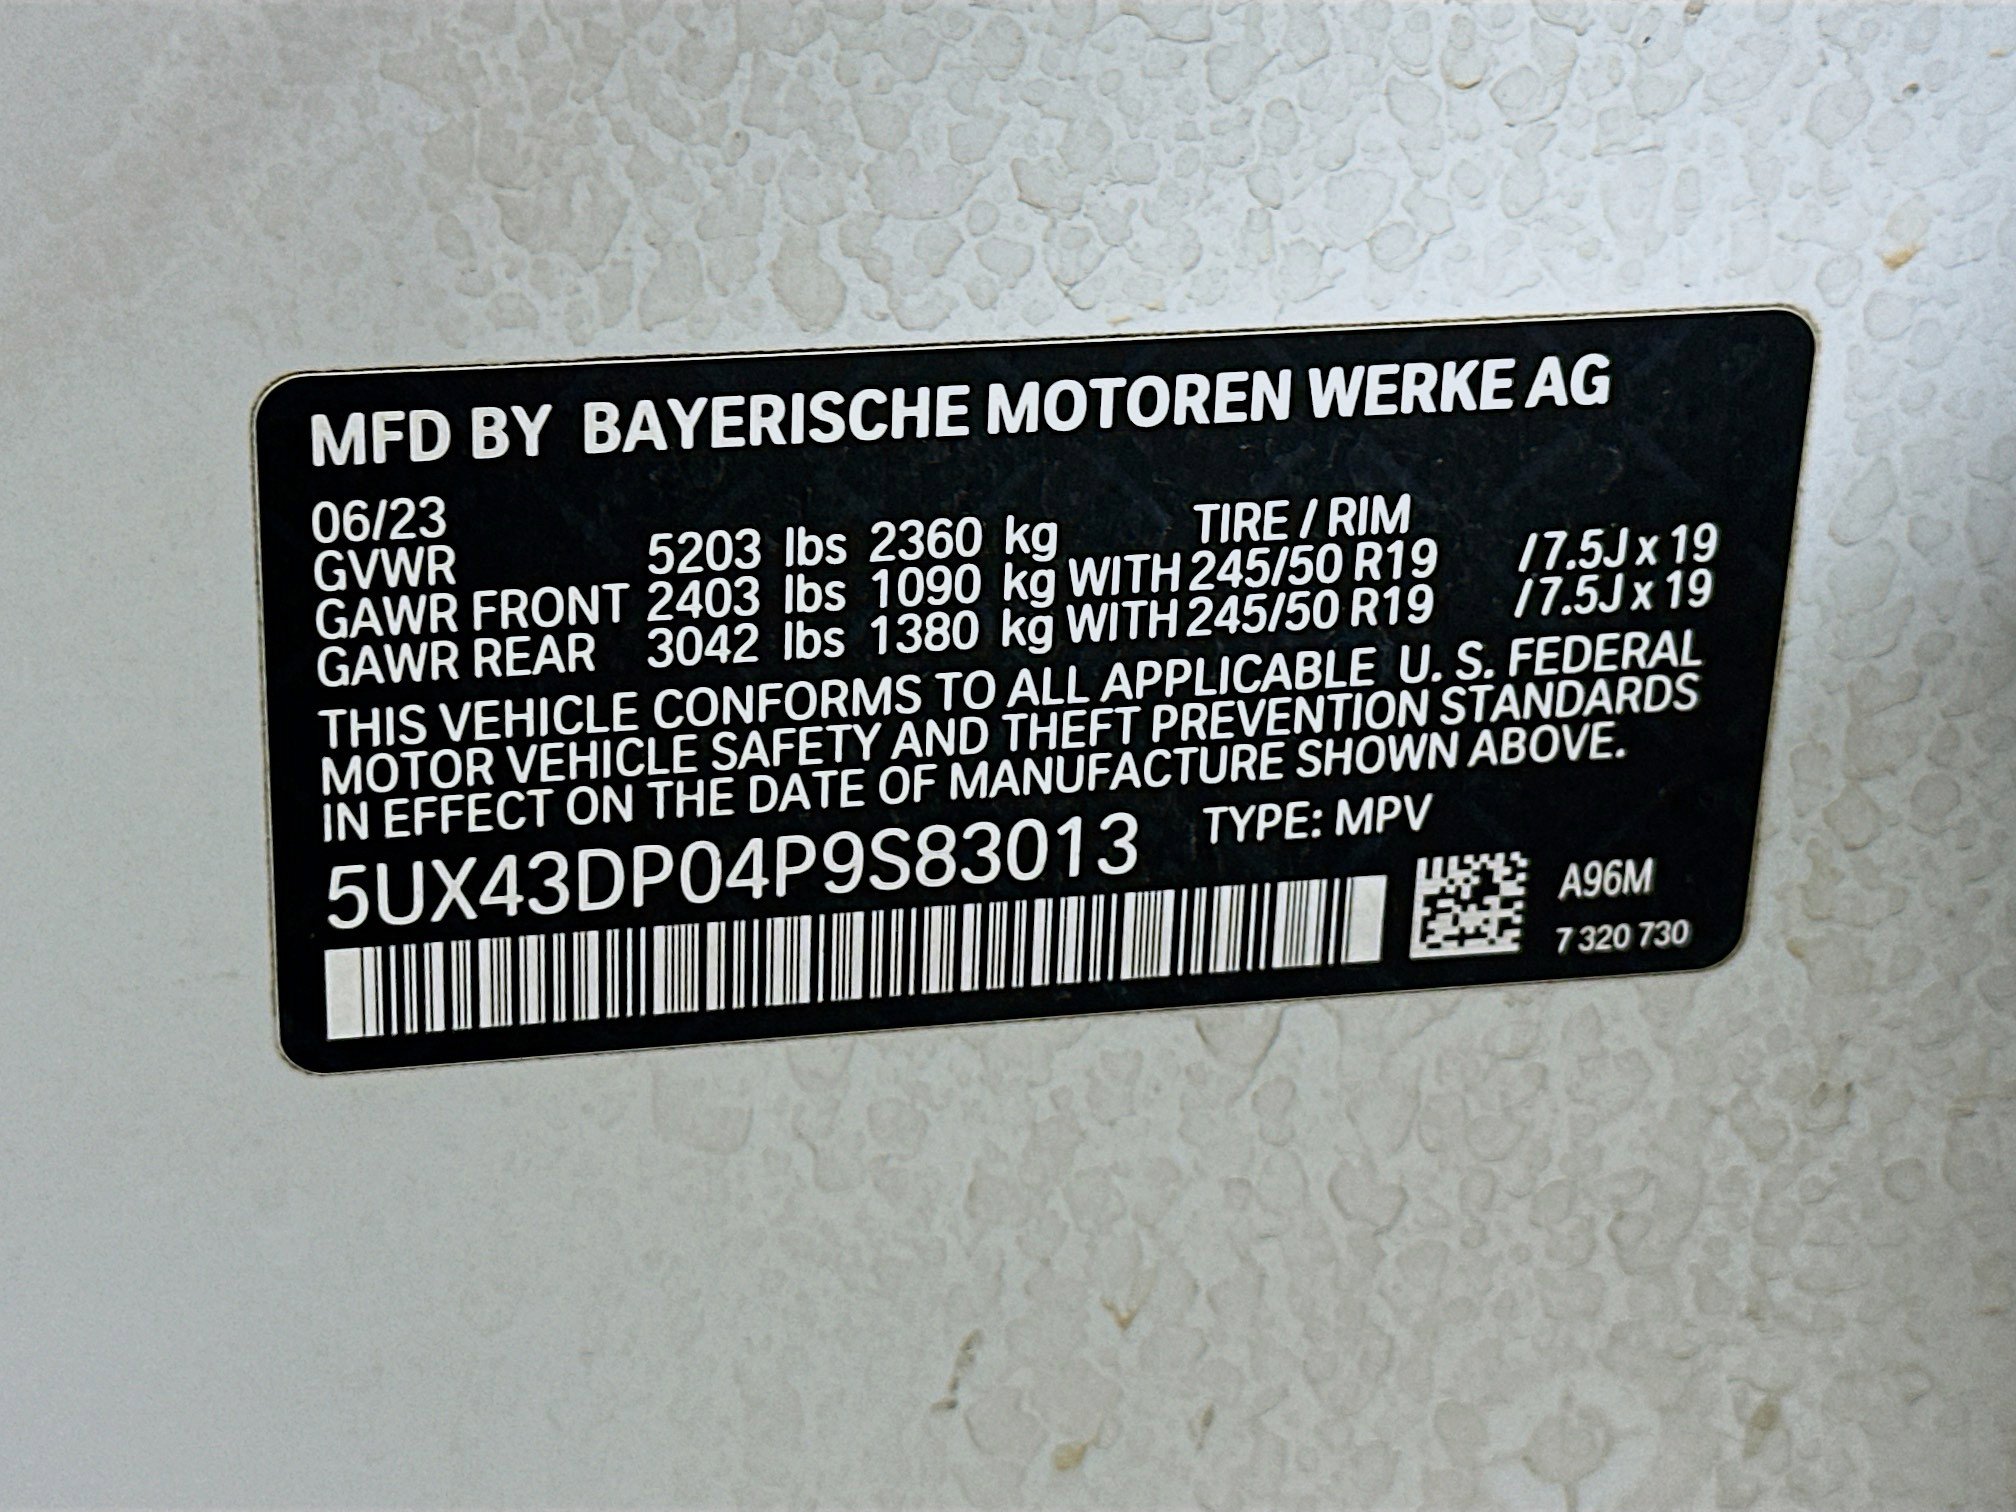 MFD BY BAYERISCHE MOTOREN WERKE AG
06/23 TIRE / RIM
GVWR 5203 lbs 2360 kg
GAWR FRONT 2403 lbs 1090 kg WITH 245/50 R19 /7.5J x 19
GAWR REAR 3042 lbs 1380 kg WITH 245/50 R19 /7.5J x 19
THIS VEHICLE CONFORMS TO ALL APPLICABLE U. S. FEDERAL
MOTOR VEHICLE SAFETY AND THEFT PREVENTION STANDARDS
IN EFFECT ON THE DATE OF MANUFACTURE SHOWN ABOVE.
5UX43DP04P9S83013 TYPE: MPV
A96M
7 320 730